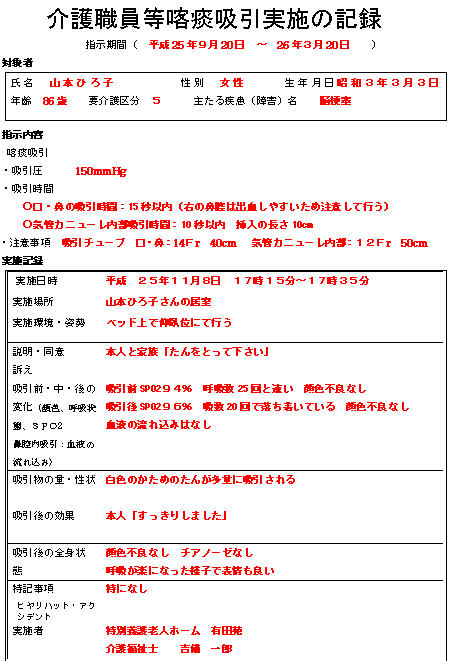 介護職員等喀痰吸引実施の記録
指示期間（　平成25年９月20日　～　26年３月20日　　）
対象者
氏名　山本ひろ子　性別　女性　生年月日昭和３年３月３日
年齢　86歳　要介護区分　５　主たる疾患（障害）名　脳梗塞
指示内容
喀痰吸引
・吸引圧　150mmHg
・吸引時間
〇口・鼻の吸引時間：15秒以内（右の鼻腔は出血しやすいため注意して行う）
〇気管カニューレ内部吸引時間：10秒以内　挿入の長さ10cm
・注意事項　吸引チューブ　口・鼻：14Fr　40cm　気管カニューレ内部：１２Fr　50cm
実施記録
実施日時　平成　２５年１１月８日　１７時１５分～１７時３５分
実施場所　山本ひろ子さんの居室
実施環境・姿勢　ベッド上で仰臥位にて行う
説明・同意　本人と家族「たんをとって下さい」
訴え
吸引前・中・後の　吸引前SPO2９４％　呼吸数25回と速い　顔色不良なし
変化（顔色、呼吸状　吸引後SPO2９６％　吸数20回で落ち着いている　顔色不良なし
態、ＳＰＯ2　血液の流れ込みはなし
鼻腔内吸引：血液の
流れ込み）
吸引物の量・性状　白色のかためのたんが多量に吸引される
吸引後の効果　本人「すっきりしました」
吸引後の全身状　顔色不良なし　チアノーゼなし
態　呼吸が楽になった様子で表情も良い
特記事項　特になし
ヒヤリハット・アク
シデント
実施者　特別養護老人ホーム　有田苑
介護福祉士　吉備　一郎